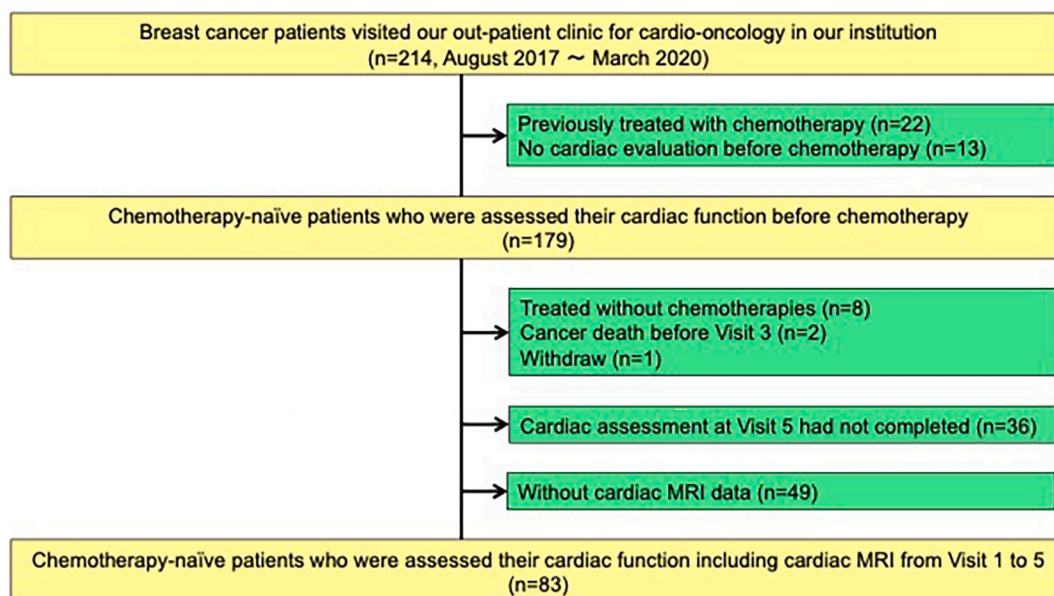 Breast cancer patients visited our out-patient clinic for cardio-oncology in our institution
(n=214, August 2017 ～ March 2020)
Previously treated with chemotherapy (n=22)
No cardiac evaluation before chemotherapy (n=13)
Chemotherapy-naïve patients who were assessed their cardiac function before chemotherapy
(n=179)
Treated without chemotherapies (n=8)
Cancer death before Visit 3 (n=2)
Withdraw (n=1)
Cardiac assessment at Visit 5 had not completed (n=36)
Without cardiac MRI data (n=49)
Chemotherapy-naïve patients who were assessed their cardiac function including cardiac MRI from Visit 1 to 5
(n=83)